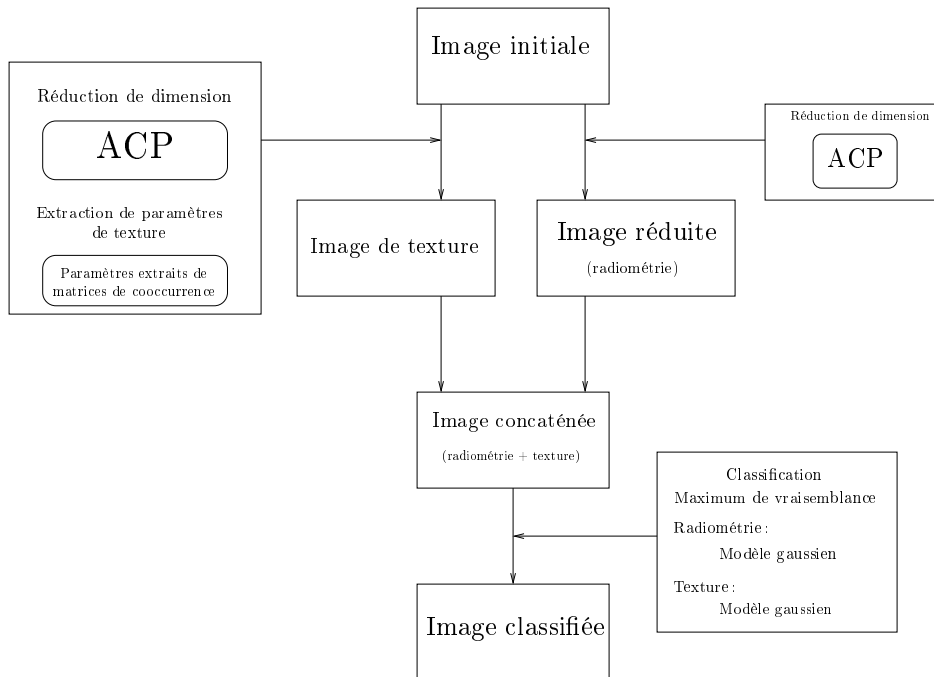 Image initiale
Réduction de dimension
ACP
Extraction de paramètres
de texture
Paramètres extraits de
matrices de cooccurrence
Réduction de dimension
ACP
Image de texture
Image réduite
(radiométrie)
Image concaténée
(radiométrie + texture)
Classification
Maximum de vraisemblance
Radiométrie :
Modèle gaussien
Texture :
Modèle gaussien
Image classifiée